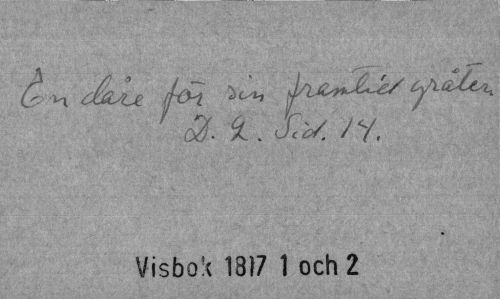 En dåre för sin framtid gråter.
D. 2. Sid. 14.
Visbok 1817 1 och 2